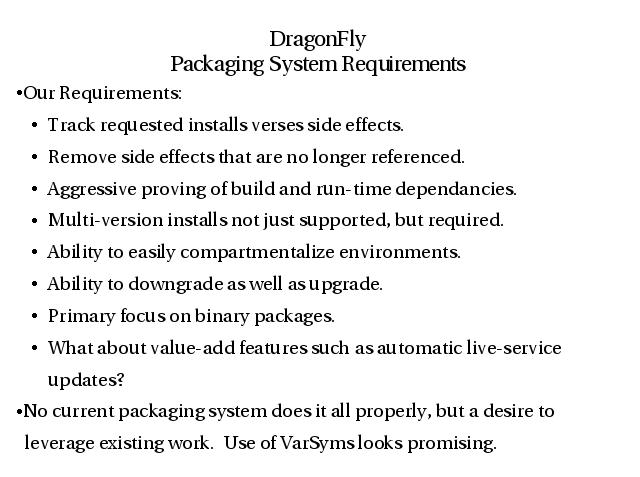 DragonFly
Packaging System Requirements
•Our Requirements:
• Track requested installs verses side effects.
• Remove side effects that are no longer referenced.
• Aggressive proving of build and run-time dependancies.
• Multi-version installs not just supported, but required.
• Ability to easily compartmentalize environments.
• Ability to downgrade as well as upgrade.
• Primary focus on binary packages.
• What about value-add features such as automatic live-service
updates?
•No current packaging system does it all properly, but a desire to
leverage existing work.  Use of VarSyms looks promising.